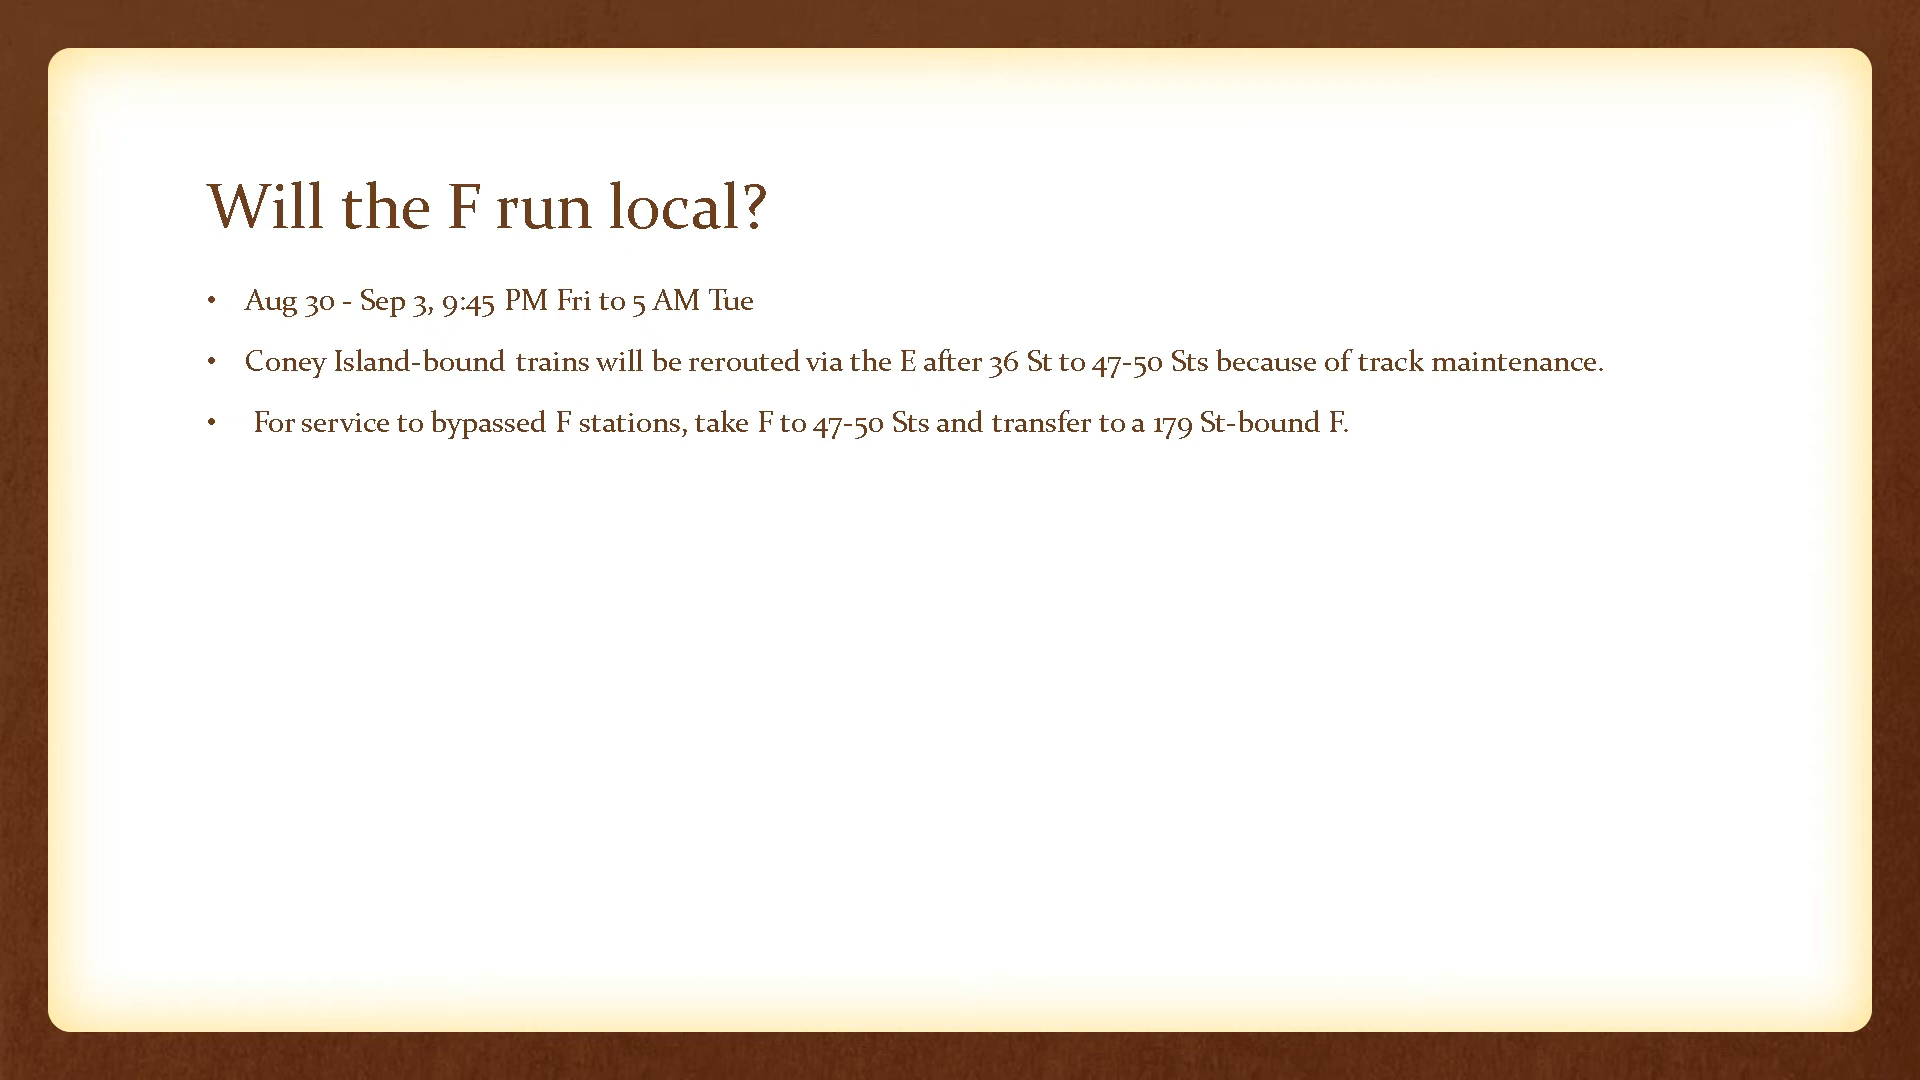 Will the F run local?
• Aug 30 - Sep 3, 9:45 PM Fri to 5 AM Tue
• Coney Island-bound trains will be rerouted via the E after 36 St to 47-50 Sts because of track maintenance.
• For service to bypassed F stations, take F to 47-50 Sts and transfer to a 179 St-bound F.